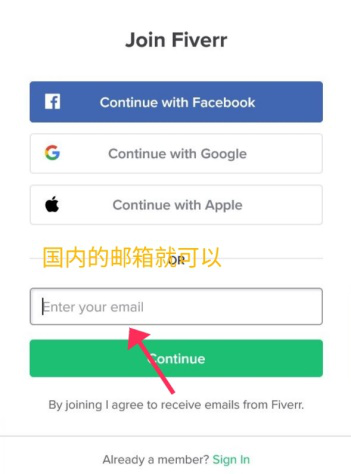 Join Fiverr
Continue with Facebook
Continue with Google
Continue with Apple
国内的邮箱就可以
OR
Enter your email
Continue
By joining I agree to receive emails from Fiverr.
Already a member? Sign In